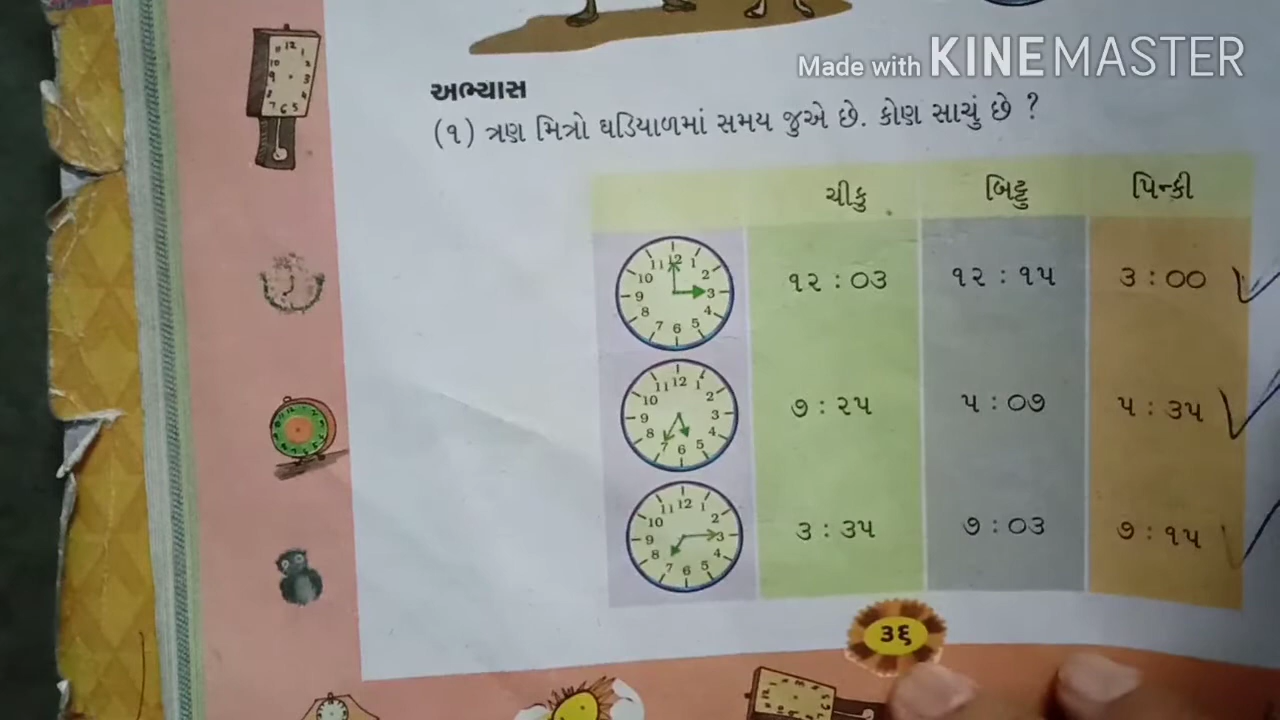 Made with KINEMASTER
અભ્યાસ
(૧) ત્રણ મિત્રો ઘડિયાળમાં સમય જુએ છે. કોણ સાચું છે ?
ચીકુ બિટ્ટુ પિન્કી
૧૨ : ૦૩ ૧૨ : ૧૫ ૩ : ૦૦
૭ : ૨૫ ૫ : ૦૭ ૫ : ૩૫
૩ : ૩૫ ૭ : ૦૩ ૭ : ૧૫
૩૬